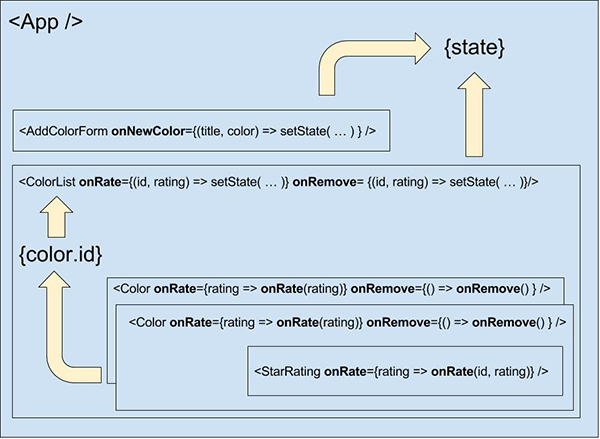 <App />
{state}
<AddColorForm onNewColor={(title, color) => setState( … ) } />
<ColorList onRate={(id, rating) => setState( … )} onRemove= {(id, rating) => setState( … )}/>
{color.id}
<Color onRate={rating => onRate(rating)} onRemove={() => onRemove() } />
<Color onRate={rating => onRate(rating)} onRemove={() => onRemove() } />
<StarRating onRate={rating => onRate(id, rating)} />